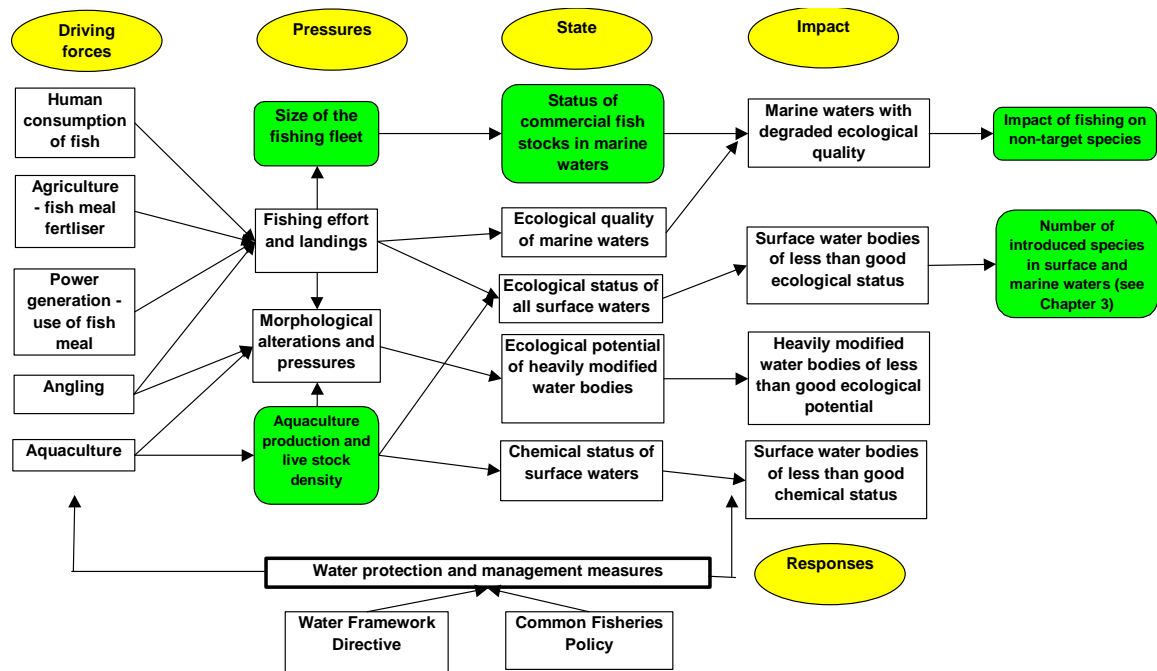 Driving
forces
Pressures
State
Impact
Human
consumption
of fish
Size of the
fishing fleet
Status of
commercial fish
stocks in marine
waters
Marine waters with
degraded ecological
quality
Impact of fishing on
non-target species
Agriculture
- fish meal
fertliser
Fishing effort
and landings
Ecological quality
of marine waters
Surface water bodies
of less than good
ecological status
Number of
introduced species
in surface and
marine waters (see
Chapter 3)
Power
generation -
use of fish
meal
Morphological
alterations and
pressures
Ecological status of
all surface waters
Ecological potential
of heavily modified
water bodies
Heavily modified
water bodies of less
than good ecological
potential
Angling
Aquaculture
Aquaculture
production and
live stock
density
Chemical status of
surface waters
Surface water bodies
of less than good
chemical status
Water protection and management measures
Responses
Water Framework
Directive
Common Fisheries
Policy